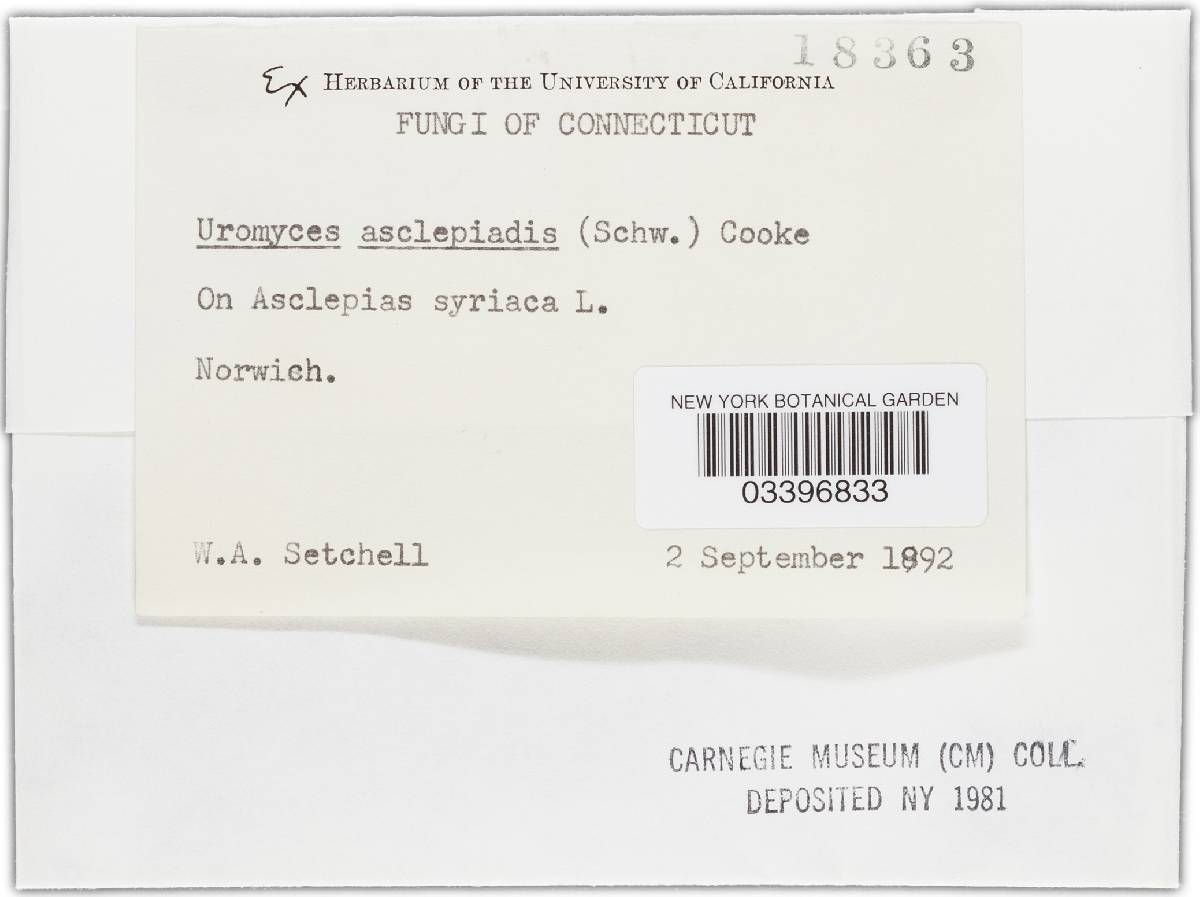 18363
Ex HERBARIUM OF THE UNIVERSITY OF CALIFORNIA
FUNGI OF CONNECTICUT
Uromyces asclepiadis (Schw.) Cooke
On Asclepias syriaca L.
Norwich.
NEW YORK BOTANICAL GARDEN
03396833
W.A. Setchell 2 September 1892
CARNEGIE MUSEUM (CM) COLL.
DEPOSITED NY 1981